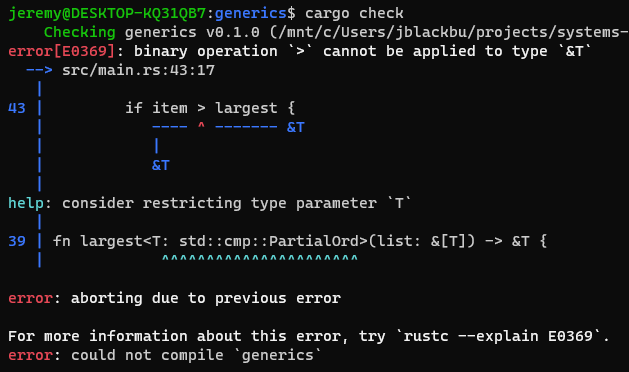 jeremy@DESKTOP-KQ31QB7:generics$ cargo check
    Checking generics v0.1.0 (/mnt/c/Users/jblackbu/projects/systems-
error[E0369]: binary operation `>` cannot be applied to type `&T`
  --> src/main.rs:43:17
   |
43 |         if item > largest {
   |            ---- ^ ------- &T
   |            |
   |            &T
   |
help: consider restricting type parameter `T`
   |
39 | fn largest<T: std::cmp::PartialOrd>(list: &[T]) -> &T {
   |             ^^^^^^^^^^^^^^^^^^^^^^
error: aborting due to previous error
For more information about this error, try `rustc --explain E0369`.
error: could not compile `generics`